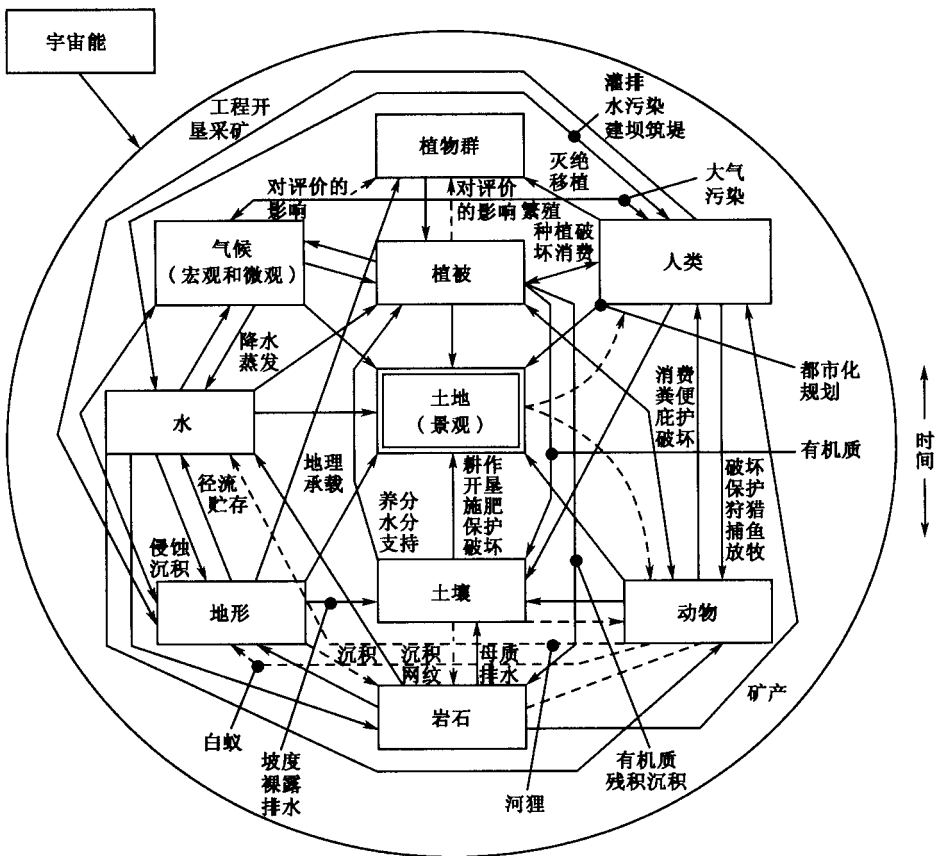 宇宙能
工程开
垦采矿
灌排
水污染
建坝筑堤
植物群
灭绝
移植
大气
污染
对评价的
影响
对评价
的影响
繁殖
种植破
坏消费
气候
（宏观和微观）
植被
人类
降水
蒸发
都市化
规划
消费
粪便
庇护
破坏
土地
（景观）
水
时间
有机质
地理
承载
径流
贮存
耕作
开垦
施肥
保护
破坏
养分
水分
支持
破坏
保护
狩猎
捕鱼
放牧
侵蚀
沉积
地形
土壤
动物
沉积
沉积
网纹
母质
排水
岩石
矿产
白蚁
坡度
裸露
排水
河狸
有机质
残积沉积